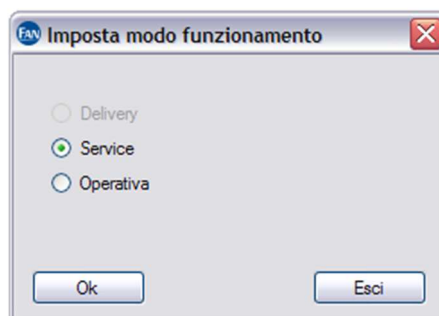 FAN Imposta modo funzionamento
Delivery
Service
Operativa
Ok Esci